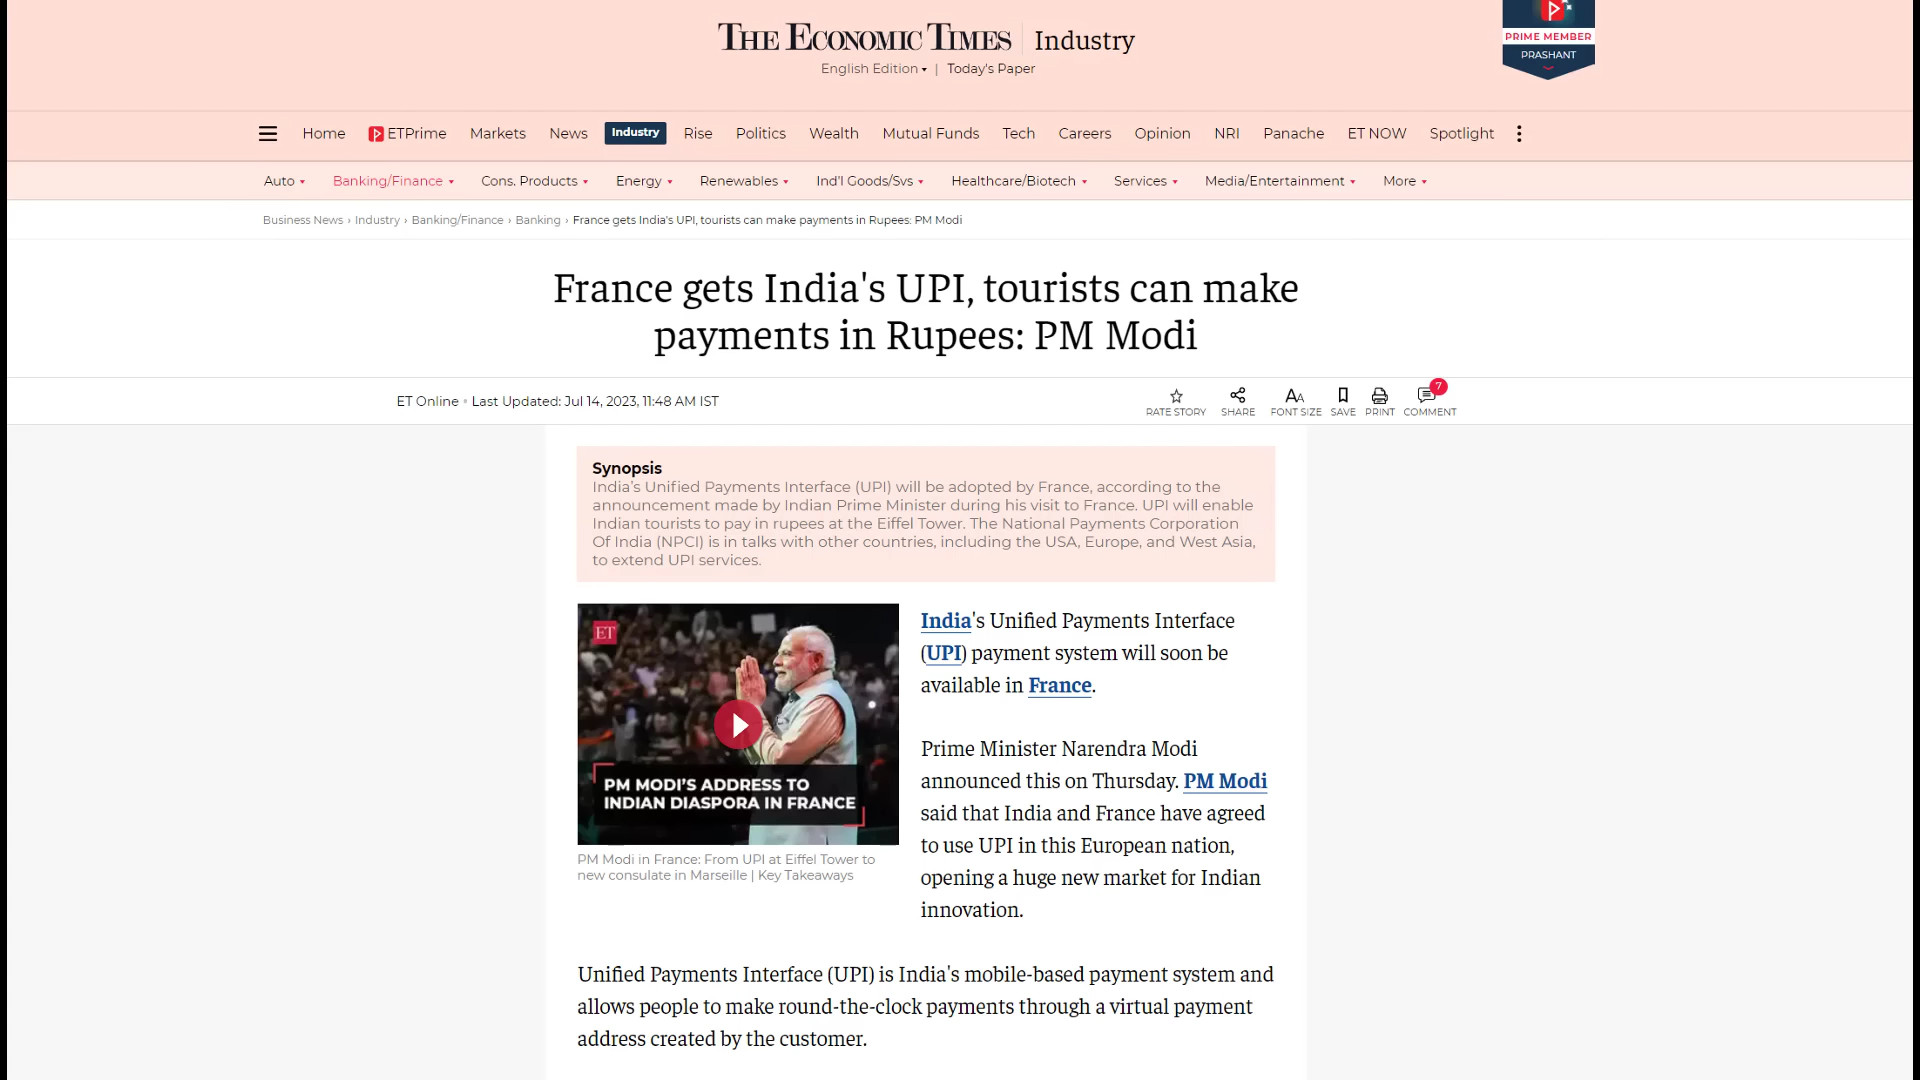 THE ECONOMIC TIMES | Industry
English Edition | Today's Paper
PRIME MEMBER
PRASHANT
Home ETPrime Markets News Industry Rise Politics Wealth Mutual Funds Tech Careers Opinion NRI Panache ET NOW Spotlight
Auto Banking/Finance Cons. Products Energy Renewables Ind'l Goods/Svs Healthcare/Biotech Services Media/Entertainment More
Business News › Industry › Banking/Finance › Banking › France gets India's UPI, tourists can make payments in Rupees: PM Modi
France gets India's UPI, tourists can make
payments in Rupees: PM Modi
ET Online • Last Updated: Jul 14, 2023, 11:48 AM IST
7
RATE STORY SHARE FONT SIZE SAVE PRINT COMMENT
Synopsis
India's Unified Payments Interface (UPI) will be adopted by France, according to the
announcement made by Indian Prime Minister during his visit to France. UPI will enable
Indian tourists to pay in rupees at the Eiffel Tower. The National Payments Corporation
Of India (NPCI) is in talks with other countries, including the USA, Europe, and West Asia,
to extend UPI services.
ET
PM MODI'S ADDRESS TO
INDIAN DIASPORA IN FRANCE
PM Modi in France: From UPI at Eiffel Tower to
new consulate in Marseille | Key Takeaways
India's Unified Payments Interface
(UPI) payment system will soon be
available in France.
Prime Minister Narendra Modi
announced this on Thursday. PM Modi
said that India and France have agreed
to use UPI in this European nation,
opening a huge new market for Indian
innovation.
Unified Payments Interface (UPI) is India's mobile-based payment system and
allows people to make round-the-clock payments through a virtual payment
address created by the customer.